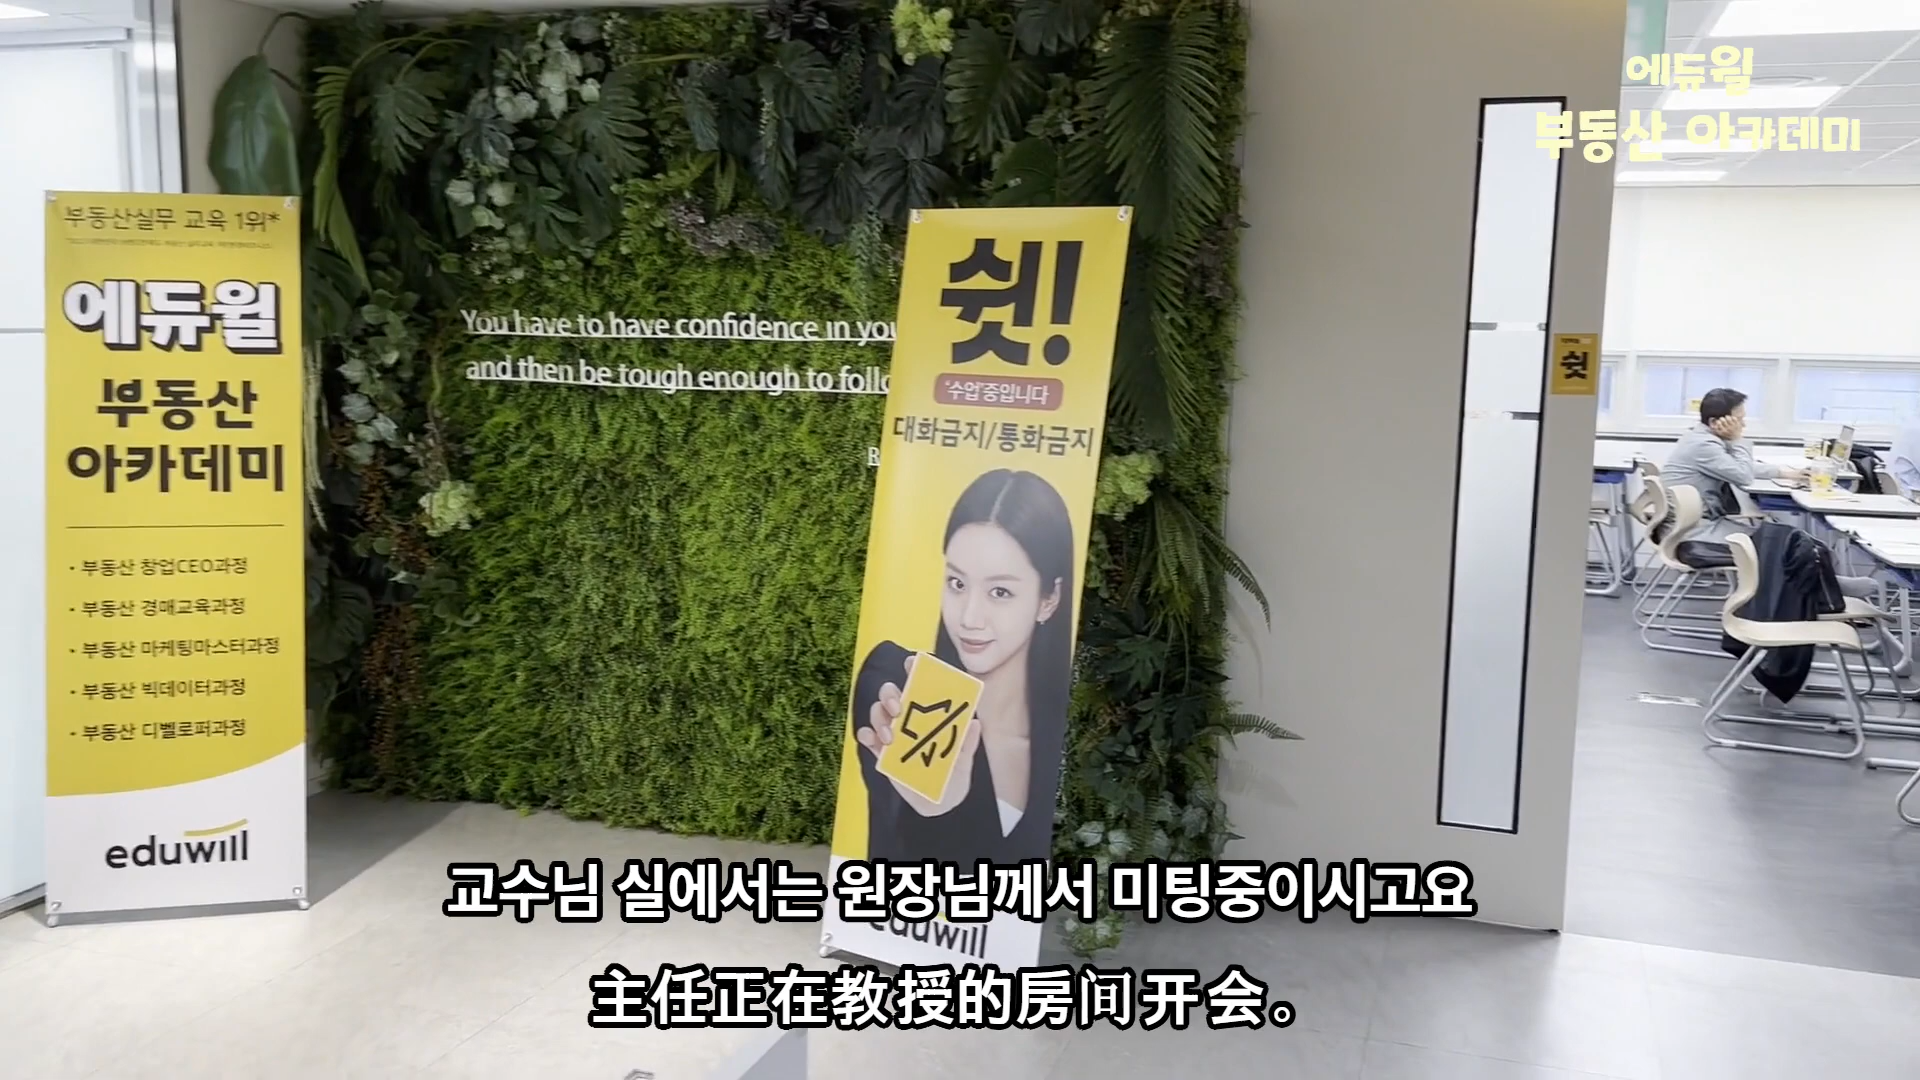 에듀윌
부동산 아카데미
부동산실무 교육 1위*
에듀윌
부동산
아카데미
• 부동산 창업CEO과정
• 부동산 경매교육과정
• 부동산 마케팅마스터과정
• 부동산 빅데이터과정
• 부동산 디벨로퍼과정
eduwill
You have to have confidence in you
and then be tough enough to follo
쉿!
'수업'중입니다
대화금지/통화금지
eduwill
쉿
교수님 실에서는 원장님께서 미팅중이시고요
主任正在教授的房间开会。